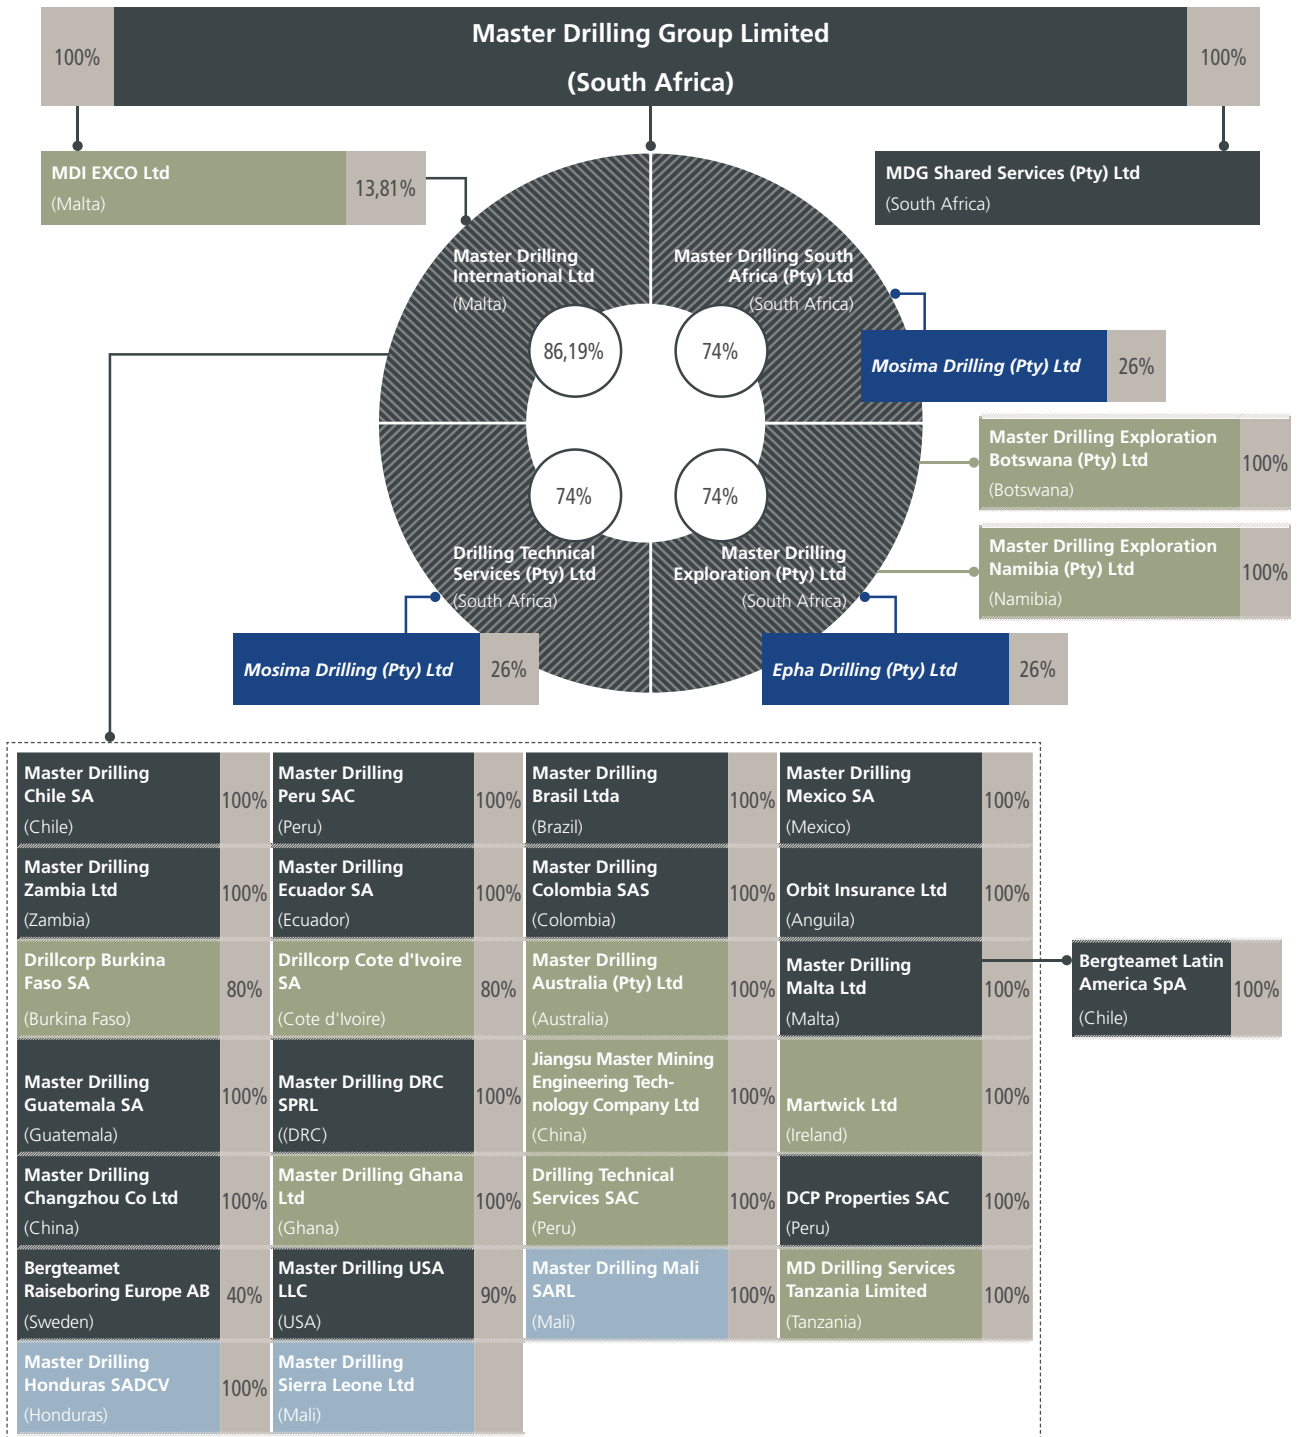 Master Drilling Group Limited
(South Africa)
100%
100%
MDI EXCO Ltd
(Malta)
13,81%
MDG Shared Services (Pty) Ltd
(South Africa)
Master Drilling
International Ltd
(Malta)
86,19%
Master Drilling South
Africa (Pty) Ltd
(South Africa)
74%
Mosima Drilling (Pty) Ltd
26%
Master Drilling Exploration
Botswana (Pty) Ltd
(Botswana)
100%
Master Drilling Exploration
Namibia (Pty) Ltd
(Namibia)
100%
74%
Drilling Technical
Services (Pty) Ltd
(South Africa)
74%
Master Drilling
Exploration (Pty) Ltd
(South Africa)
Mosima Drilling (Pty) Ltd
26%
Epha Drilling (Pty) Ltd
26%
Master Drilling
Chile SA
(Chile)
100%
Master Drilling
Peru SAC
(Peru)
100%
Master Drilling
Brasil Ltda
(Brazil)
100%
Master Drilling
Mexico SA
(Mexico)
100%
Master Drilling
Zambia Ltd
(Zambia)
100%
Master Drilling
Ecuador SA
(Ecuador)
100%
Master Drilling
Colombia SAS
(Colombia)
100%
Orbit Insurance Ltd
(Anguila)
100%
Drillcorp Burkina
Faso SA
(Burkina Faso)
80%
Drillcorp Cote d'Ivoire
SA
(Cote d'Ivoire)
80%
Master Drilling
Australia (Pty) Ltd
(Australia)
100%
Master Drilling
Malta Ltd
(Malta)
100%
Bergteamet Latin
America SpA
(Chile)
100%
Master Drilling
Guatemala SA
(Guatemala)
100%
Master Drilling DRC
SPRL
((DRC)
100%
Jiangsu Master Mining
Engineering Tech-
nology Company Ltd
(China)
100%
Martwick Ltd
(Ireland)
100%
Master Drilling
Changzhou Co Ltd
(China)
100%
Master Drilling Ghana
Ltd
(Ghana)
100%
Drilling Technical
Services SAC
(Peru)
100%
DCP Properties SAC
(Peru)
100%
Bergteamet
Raiseboring Europe AB
(Sweden)
40%
Master Drilling USA
LLC
(USA)
90%
Master Drilling Mali
SARL
(Mali)
100%
MD Drilling Services
Tanzania Limited
(Tanzania)
100%
Master Drilling
Honduras SADCV
(Honduras)
100%
Master Drilling
Sierra Leone Ltd
(Mali)